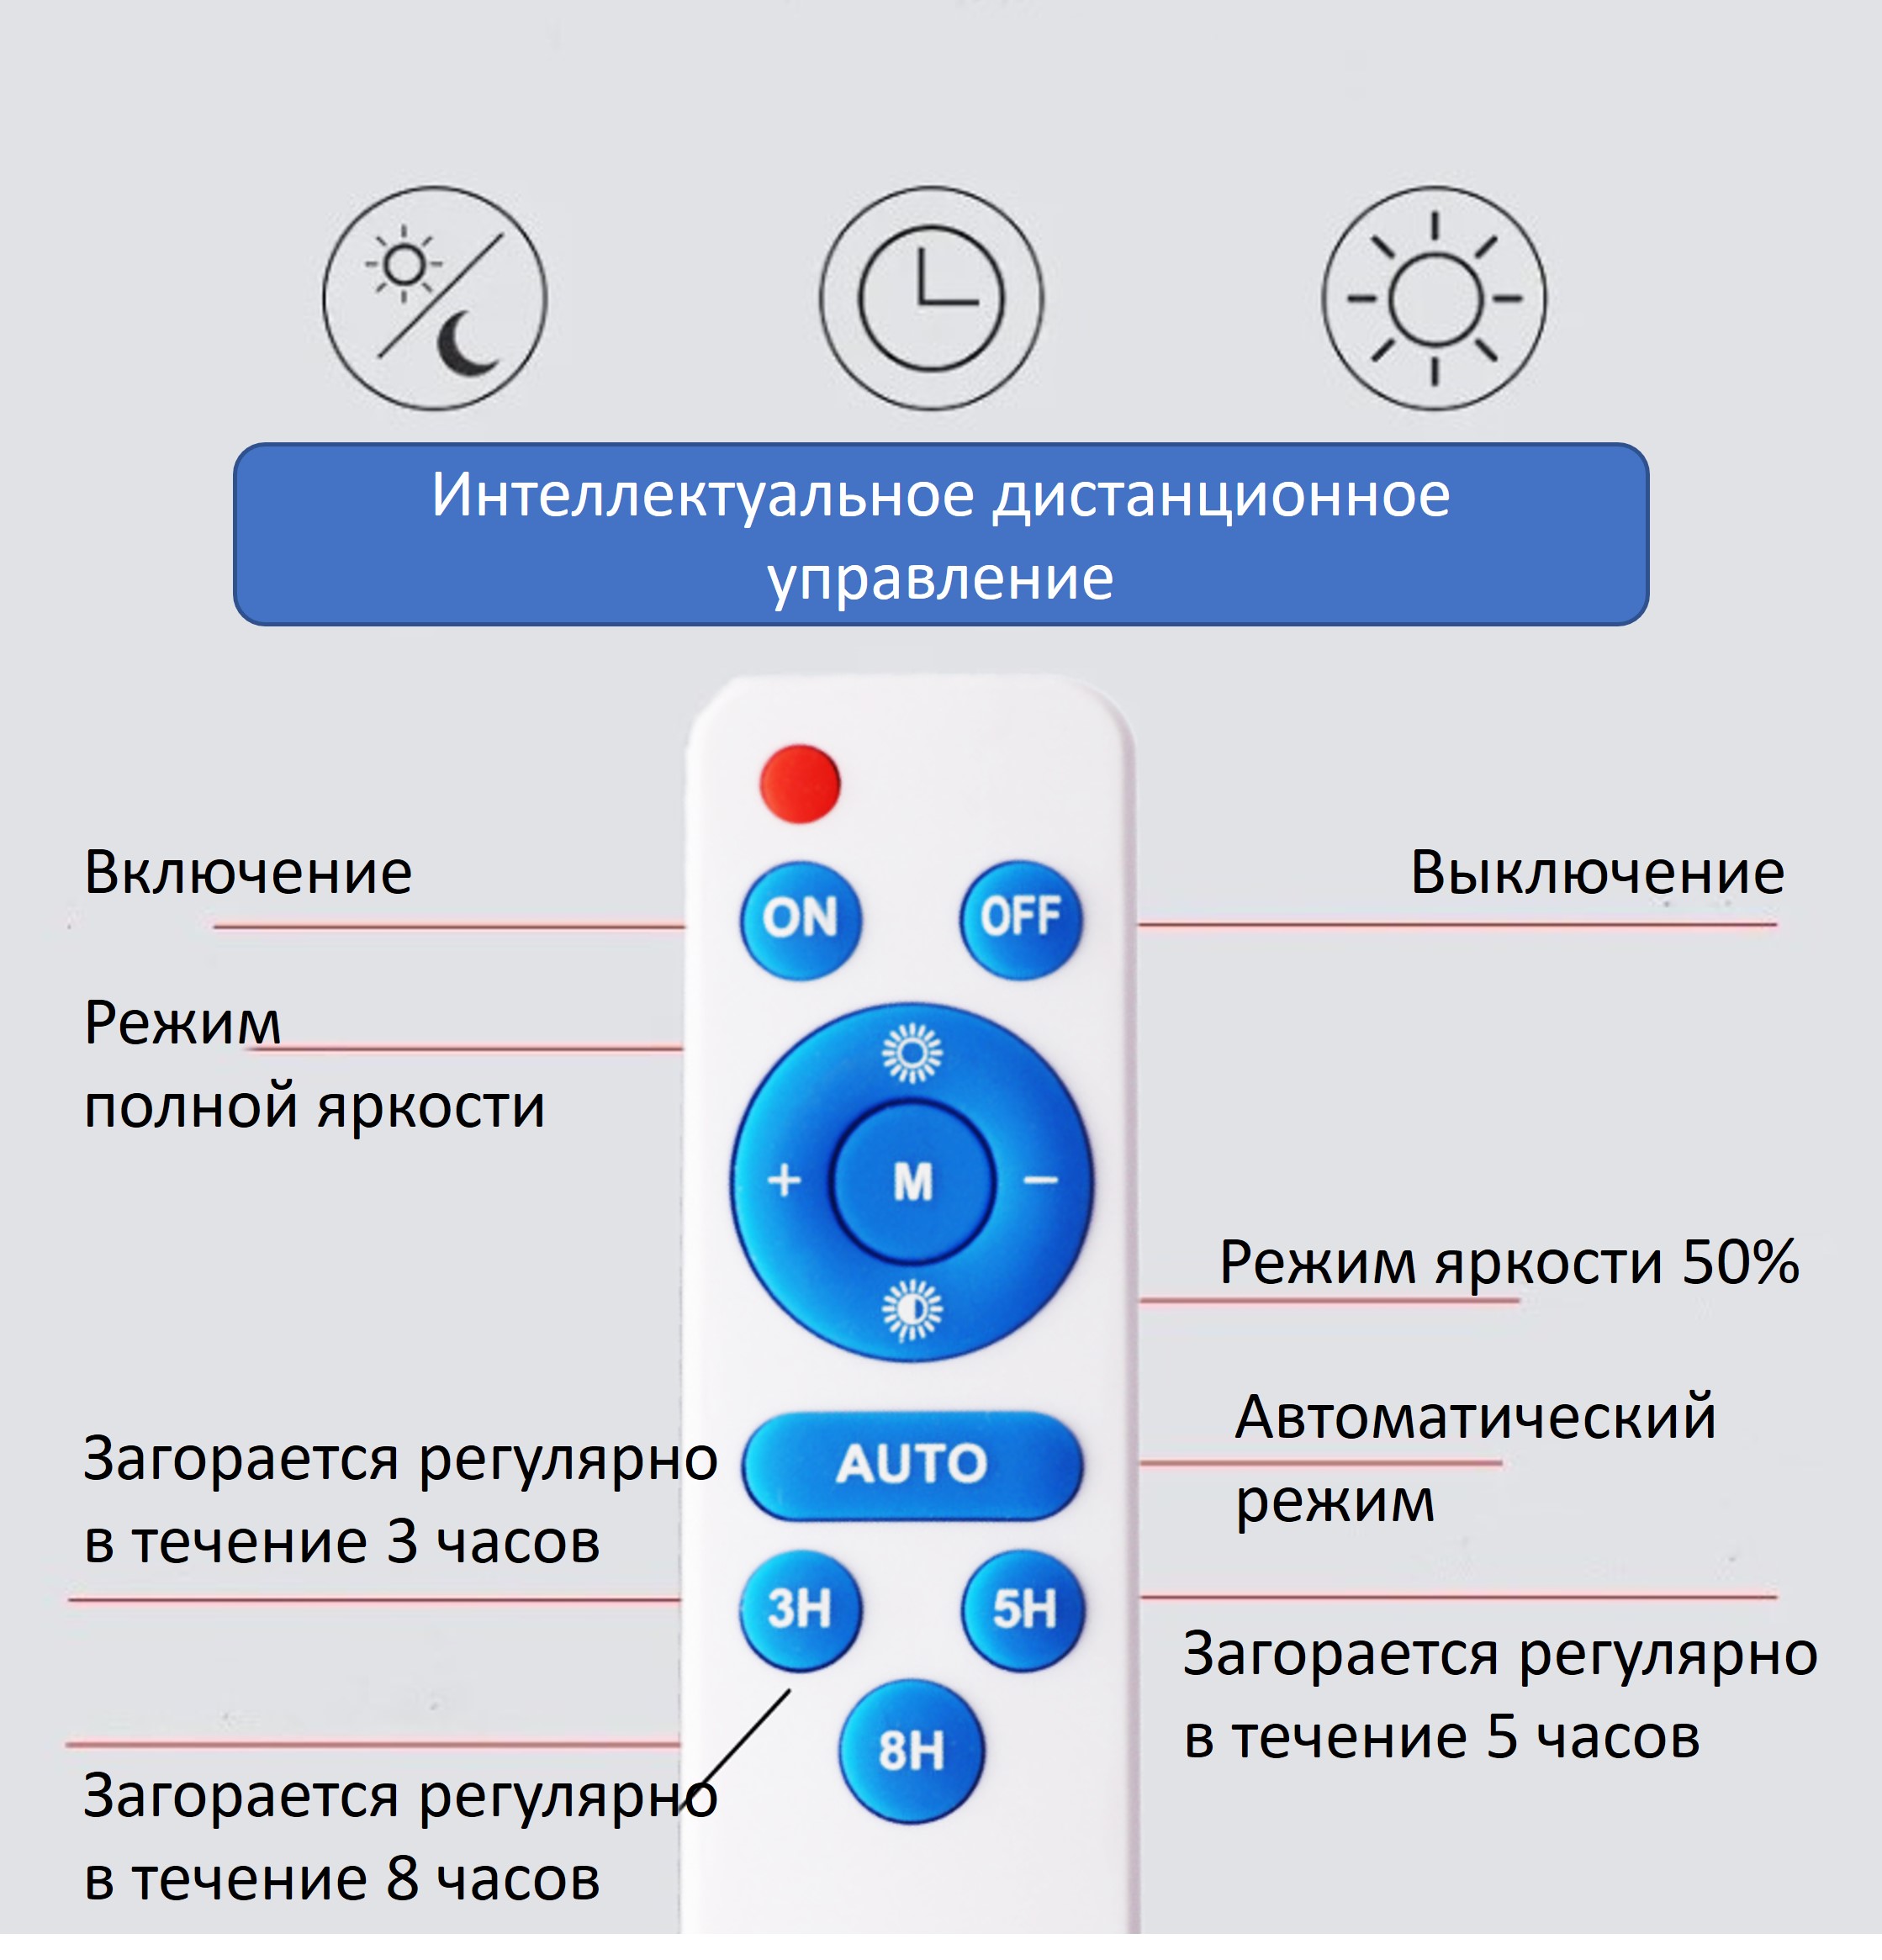 Интеллектуальное дистанционное
управление
Включение
Выключение
ON
OFF
Режим
полной яркости
+
M
−
Режим яркости 50%
Автоматический
режим
AUTO
Загорается регулярно
в течение 3 часов
3H
5H
Загорается регулярно
в течение 5 часов
8H
Загорается регулярно
в течение 8 часов